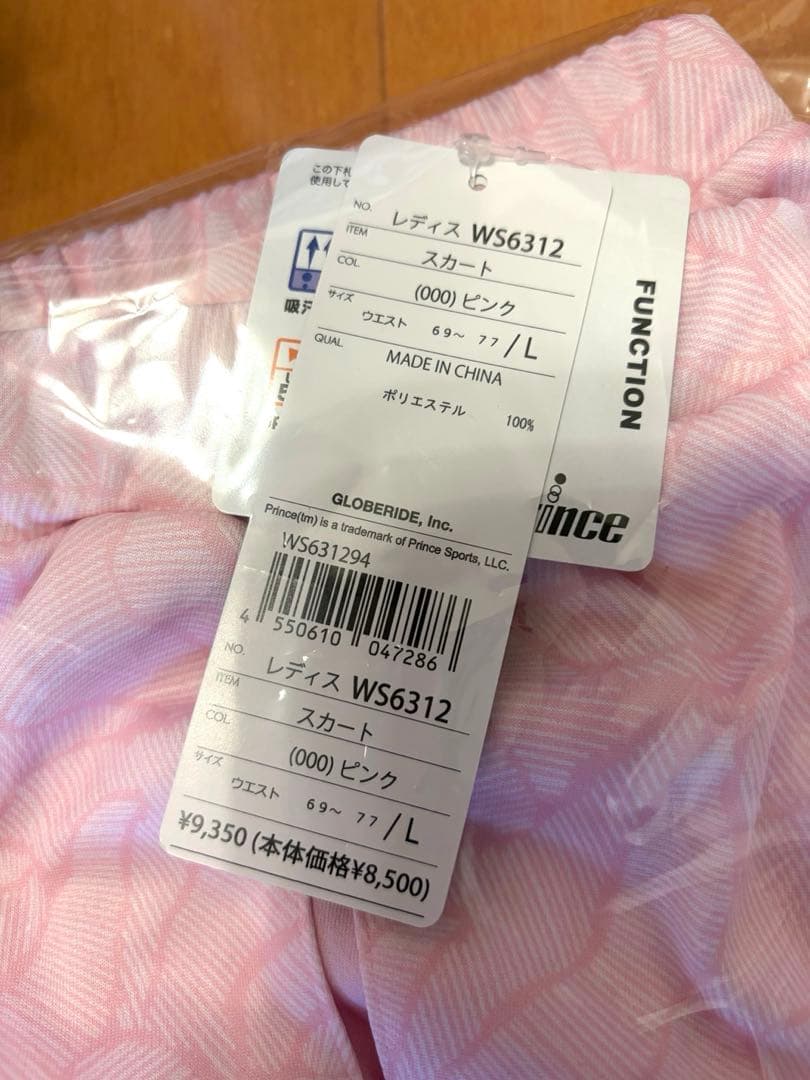 この下札
使用して
吸汗
FUNCTION
NO. レディス WS6312
ITEM スカート
COL. (000) ピンク
サイズ ウエスト 69～ 77 / L
QUAL MADE IN CHINA
ポリエステル 100%
GLOBERIDE, Inc.
Prince(tm) is a trademark of Prince Sports, LLC.
WS631294
4 550610 047286
NO. レディス WS6312
ITEM スカート
COL (000) ピンク
サイズ ウエスト 69～ 77 / L
¥9,350 (本体価格¥8,500)
ince